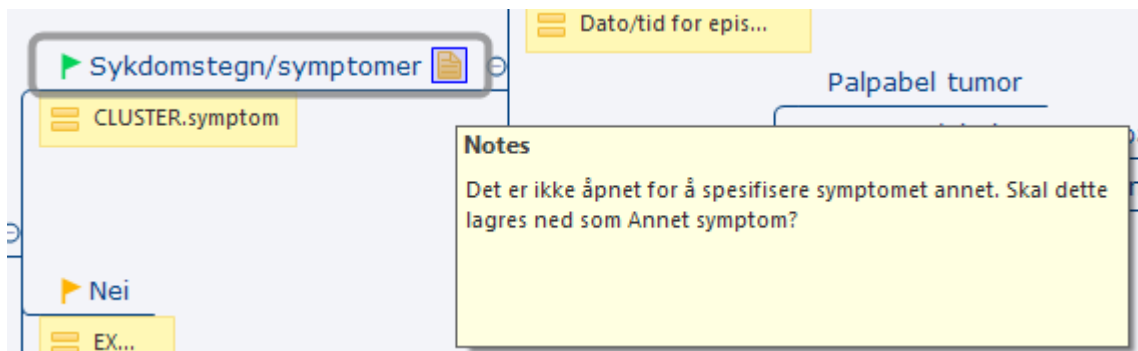 Dato/tid for epis...
Sykdomstegn/symptomer
Palpabel tumor
CLUSTER.symptom
Notes
Det er ikke åpnet for å spesifisere symptomet annet. Skal dette
lagres ned som Annet symptom?
Nei
EX...